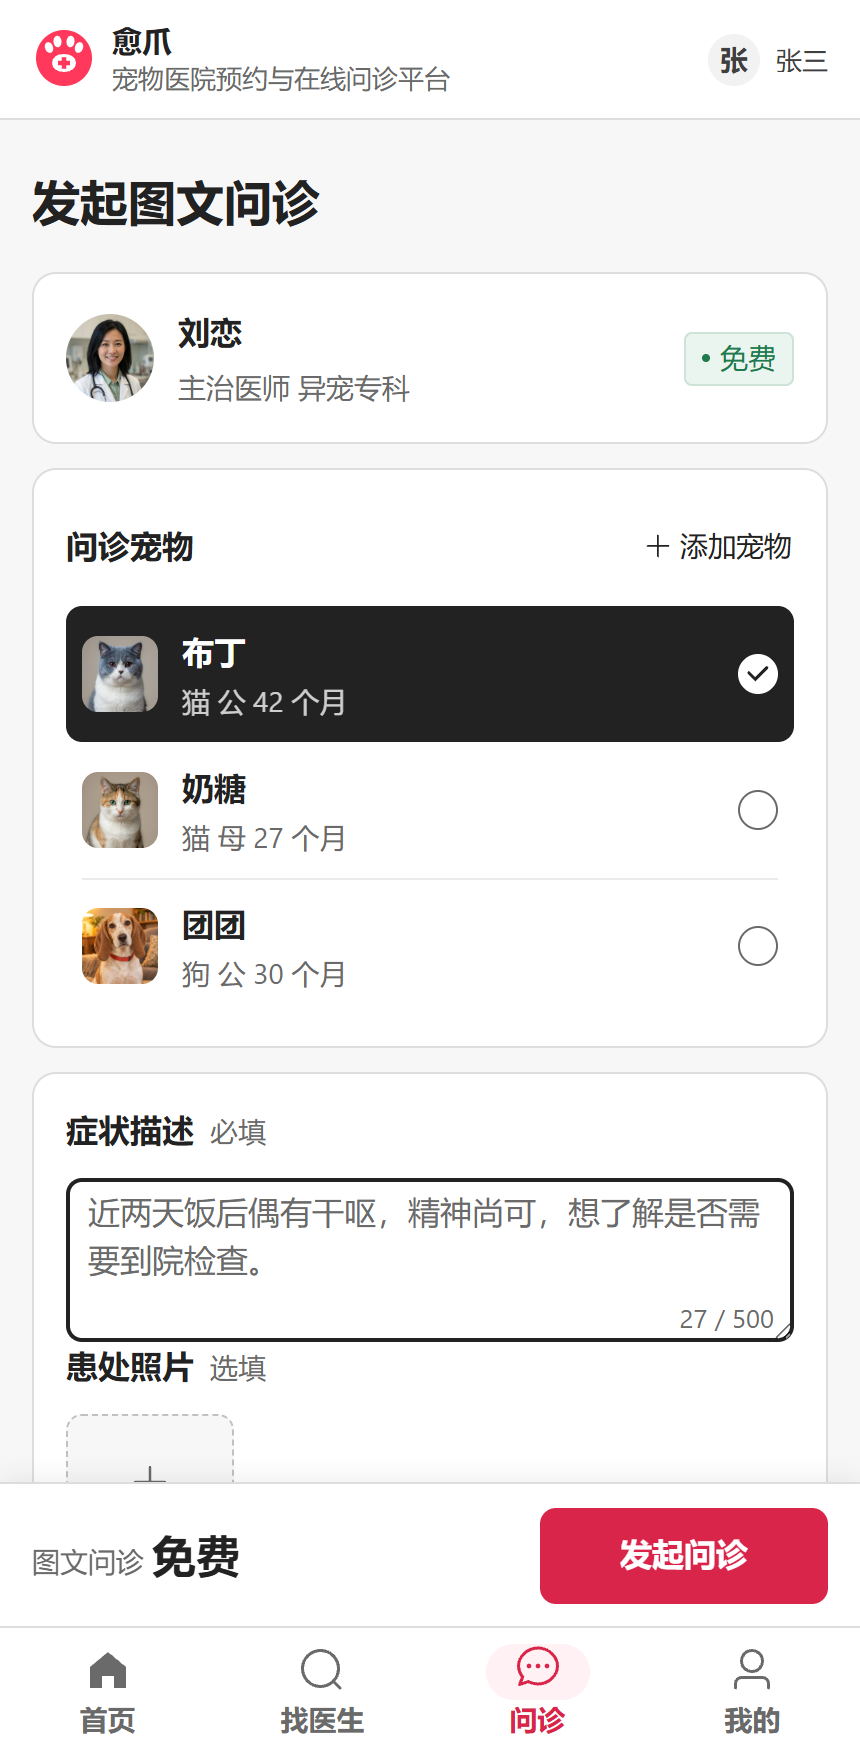 愈爪
宠物医院预约与在线问诊平台
张
张三
发起图文问诊
刘恋
主治医师 异宠专科
• 免费
问诊宠物
添加宠物
布丁
猫 公 42 个月
奶糖
猫 母 27 个月
团团
狗 公 30 个月
症状描述 必填
近两天饭后偶有干呕，精神尚可，想了解是否需
要到院检查。
27 / 500
患处照片 选填
图文问诊 免费
发起问诊
首页
找医生
问诊
我的